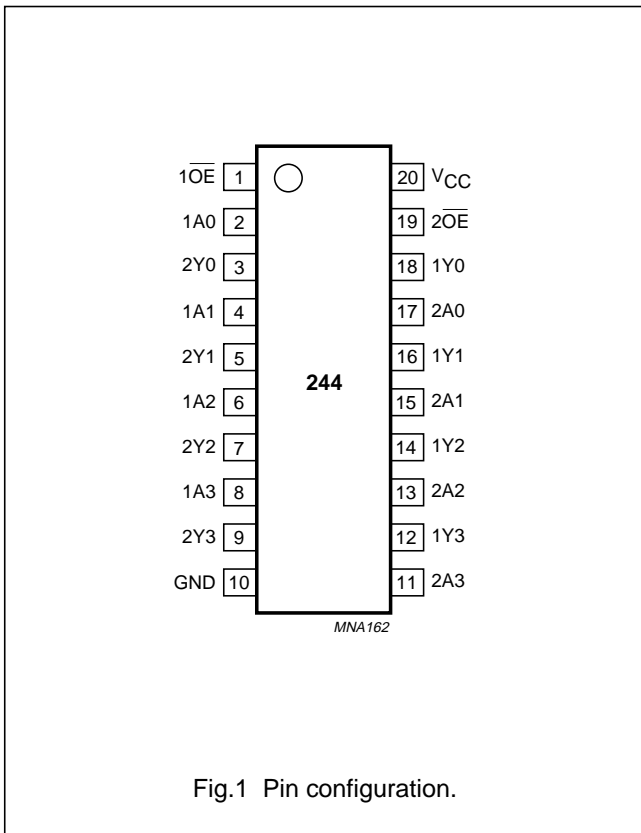 1O̅E̅ 1 20 VCC
1A0 2 19 2O̅E̅
2Y0 3 18 1Y0
1A1 4 17 2A0
2Y1 5 16 1Y1
244
1A2 6 15 2A1
2Y2 7 14 1Y2
1A3 8 13 2A2
2Y3 9 12 1Y3
GND 10 11 2A3
MNA162
Fig.1 Pin configuration.